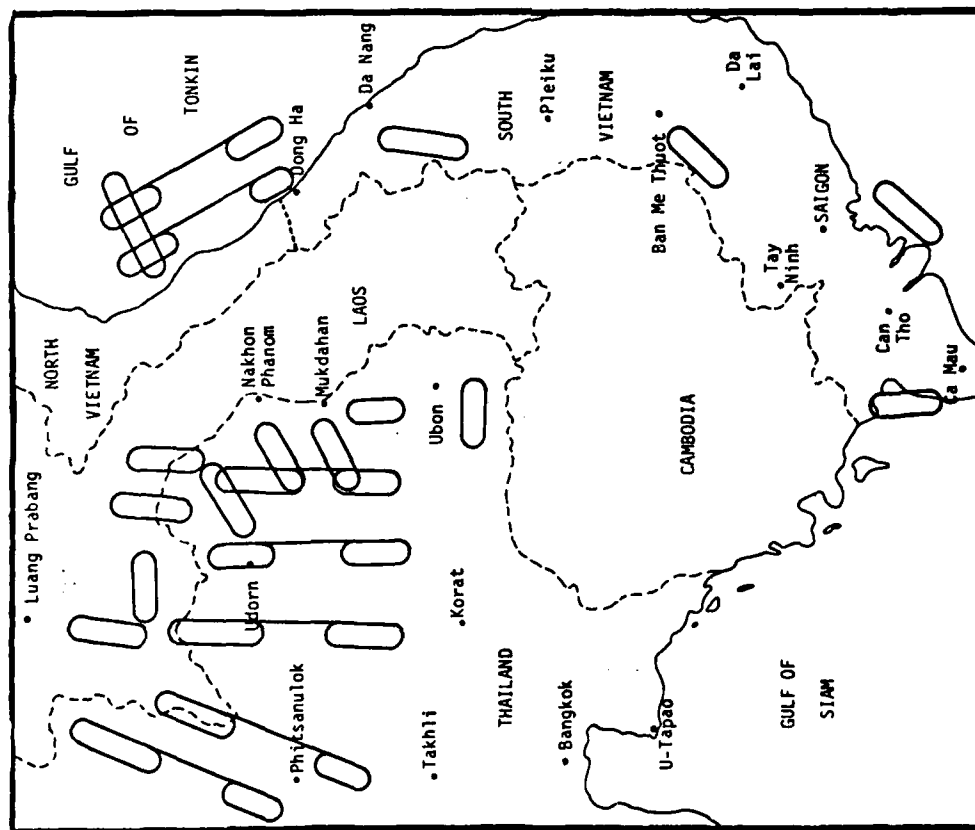 Luang Prabang
NORTH
VIETNAM
GULF
OF
TONKIN
Udorn
Nakhon
Phanom
Phitsanulok
Mukdahan
Dong Ha
LAOS
Da Nang
Takhli
Korat
Ubon
THAILAND
SOUTH
VIETNAM
Pleiku
Bangkok
U-Tapao
CAMBODIA
Ban Me Thuot
Da
Lai
Tay
Ninh
SAIGON
GULF OF
SIAM
Can
Tho
Ca Mau